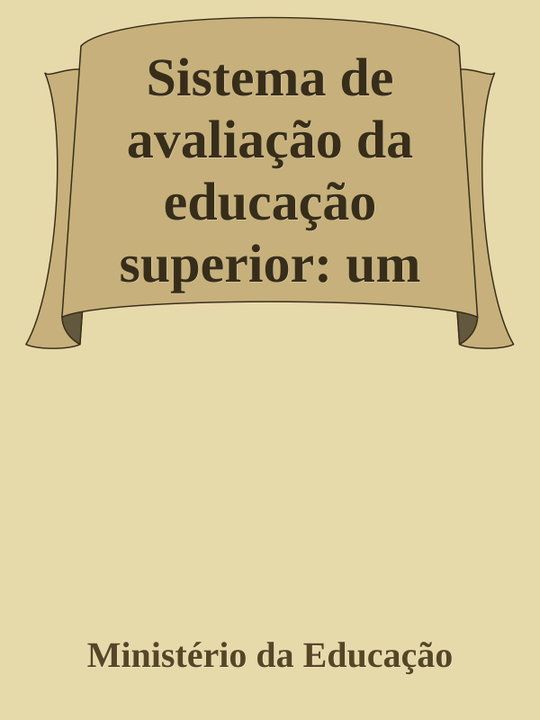 Sistema de
avaliação da
educação
superior: um
Ministério da Educação